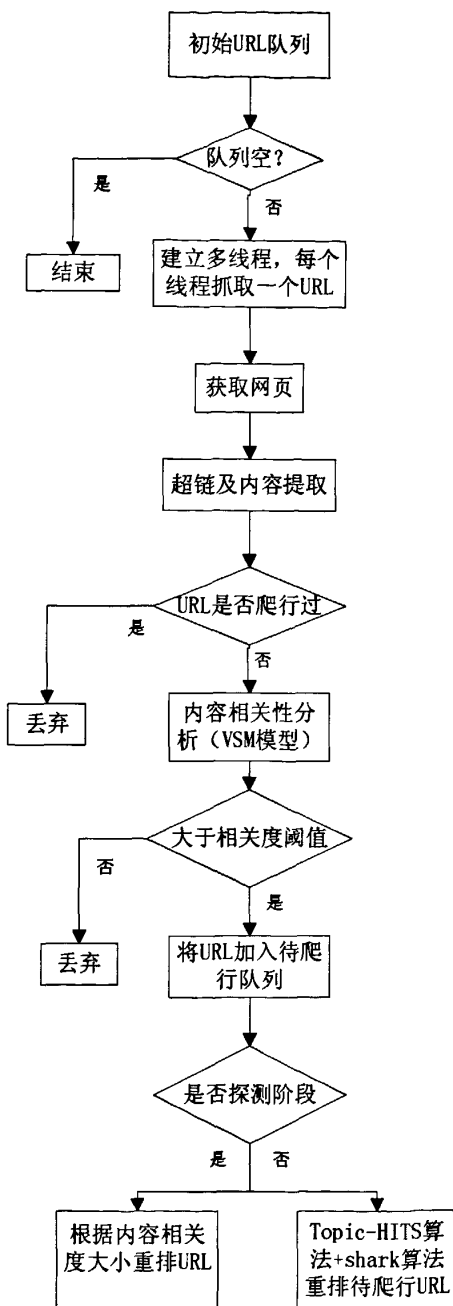 初始URL队列
队列空?
是
否
结束
建立多线程，每个
线程抓取一个URL
获取网页
超链及内容提取
URL是否爬行过
是
否
丢弃
内容相关性分
析（VSM模型）
大于相关度阈值
否
是
丢弃
将URL加入待爬
行队列
是否探测阶段
是
否
根据内容相关
度大小重排URL
Topic-HITS算
法+shark算法
重排待爬行URL